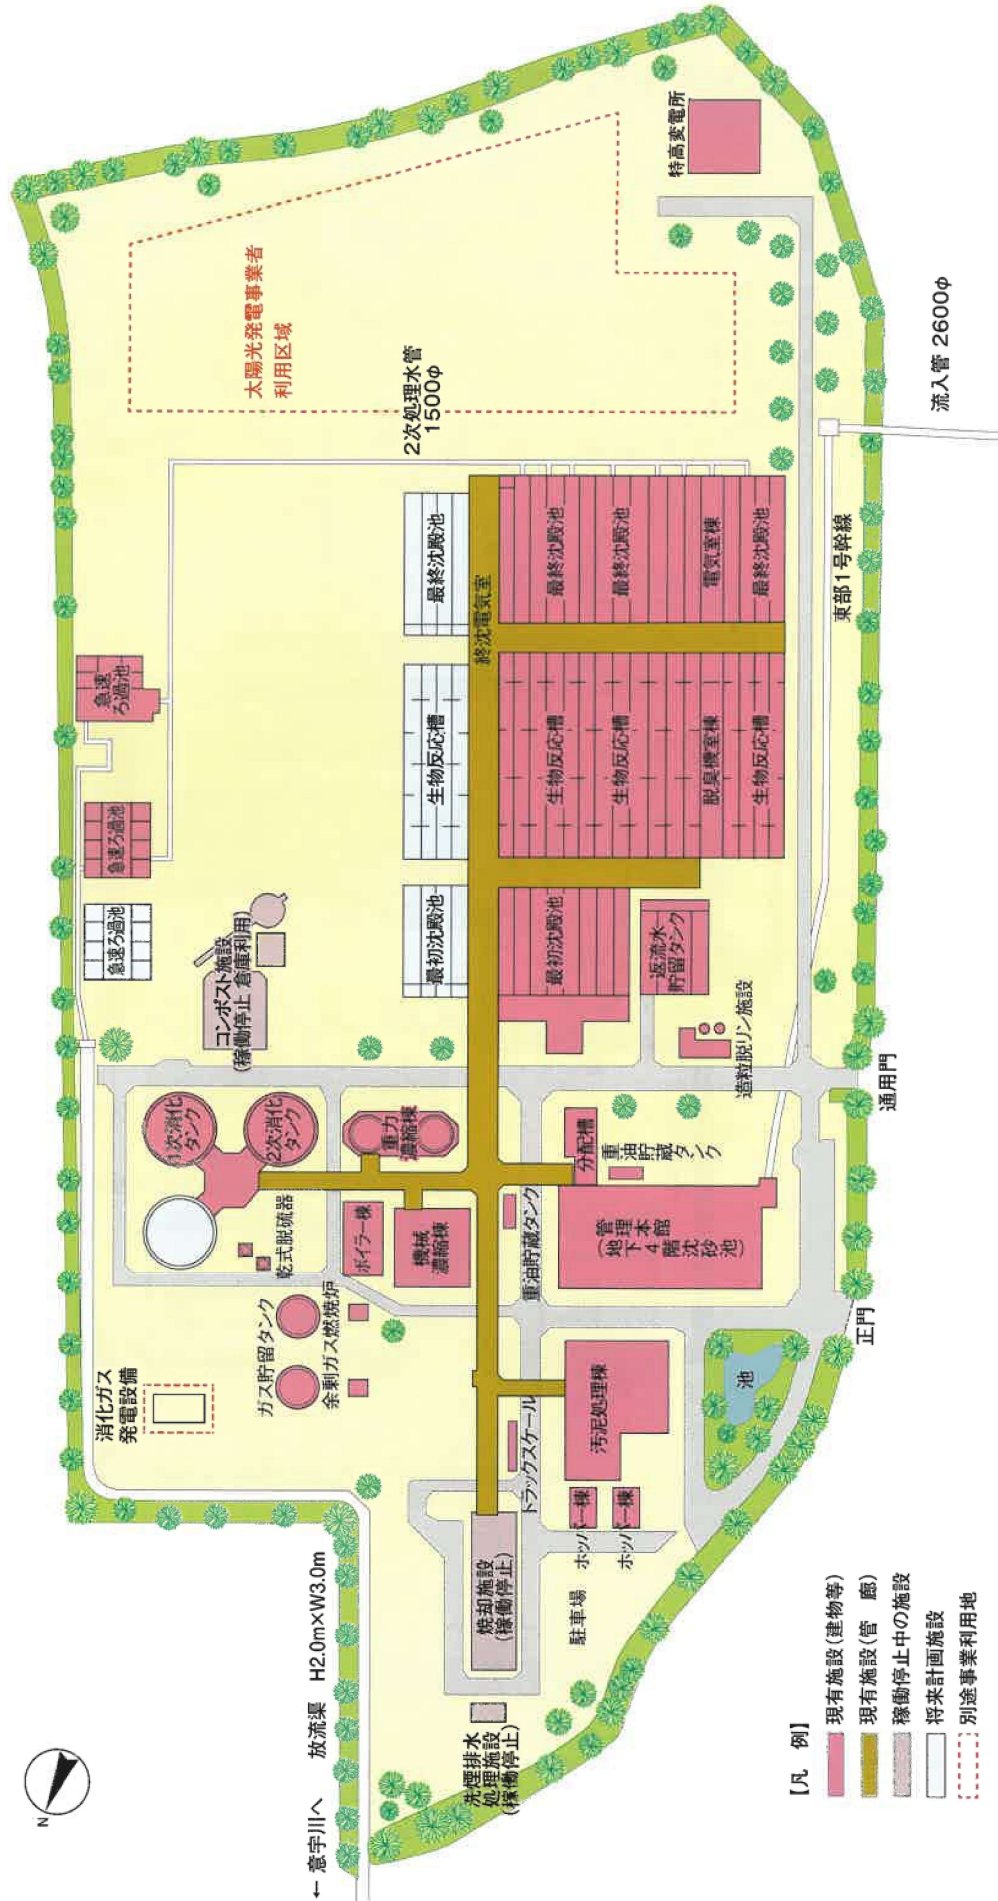 特高変電所
太陽光発電事業者
利用区域
2次処理水管
1500φ
流入管 2600φ
東部1号幹線
最終沈殿池
終沈電気室
最終沈殿池
最終沈殿池
電気室棟
最終沈殿池
急速
ろ過池
生物反応槽
生物反応槽
生物反応槽
脱臭機室棟
生物反応槽
急速ろ過池
急速ろ過池
コンポスト施設
(稼働停止 倉庫利用)
最初沈殿池
最初沈殿池
返流水
貯留タンク
造粒脱リン施設
通用門
1次消化
タンク
2次消化
タンク
重力
濃縮棟
分配槽
重油貯蔵タンク
乾式脱硫器
ボイラー棟
機械
濃縮棟
重油貯蔵タンク
管理本館
(地下4階沈砂池)
正門
ガス貯留タンク
余剰ガス燃焼炉
消化ガス
発電設備
トラックスケール
汚泥処理棟
池
ホッパー棟
ホッパー棟
焼却施設
(稼働停止)
駐車場
洗煙排水
処理施設
(稼働停止)
← 意宇川へ 放流渠 H2.0m×W3.0m
N
【凡 例】
現有施設(建物等)
現有施設(管 廊)
稼働停止中の施設
将来計画施設
別途事業利用地